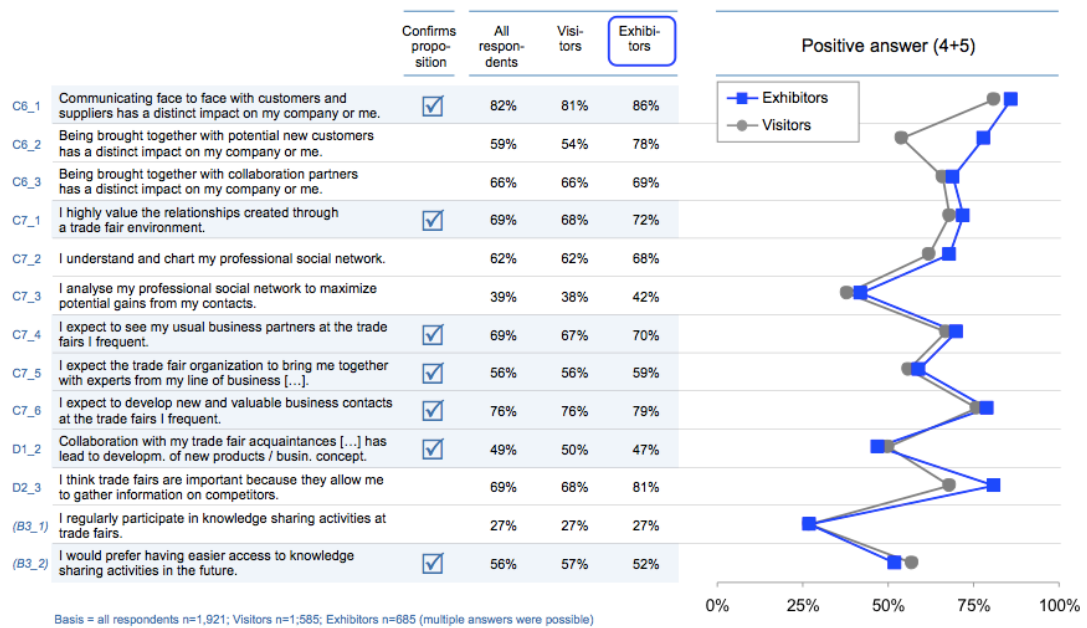 Confirms
propo-
sition
All
respon-
dents
Visi-
tors
Exhibi-
tors
Positive answer (4+5)
C6_1
Communicating face to face with customers and
suppliers has a distinct impact on my company or me.
82%
81%
86%
Exhibitors
Visitors
C6_2
Being brought together with potential new customers
has a distinct impact on my company or me.
59%
54%
78%
C6_3
Being brought together with collaboration partners
has a distinct impact on my company or me.
66%
66%
69%
C7_1
I highly value the relationships created through
a trade fair environment.
69%
68%
72%
C7_2
I understand and chart my professional social network.
62%
62%
68%
C7_3
I analyse my professional social network to maximize
potential gains from my contacts.
39%
38%
42%
C7_4
I expect to see my usual business partners at the trade
fairs I frequent.
69%
67%
70%
C7_5
I expect the trade fair organization to bring me together
with experts from my line of business [...].
56%
56%
59%
C7_6
I expect to develop new and valuable business contacts
at the trade fairs I frequent.
76%
76%
79%
D1_2
Collaboration with my trade fair acquaintances [...] has
lead to developm. of new products / busin. concept.
49%
50%
47%
D2_3
I think trade fairs are important because they allow me
to gather information on competitors.
69%
68%
81%
(B3_1)
I regularly participate in knowledge sharing activities at
trade fairs.
27%
27%
27%
(B3_2)
I would prefer having easier access to knowledge
sharing activities in the future.
56%
57%
52%
0%
25%
50%
75%
100%
Basis = all respondents n=1,921; Visitors n=1;585; Exhibitors n=685 (multiple answers were possible)